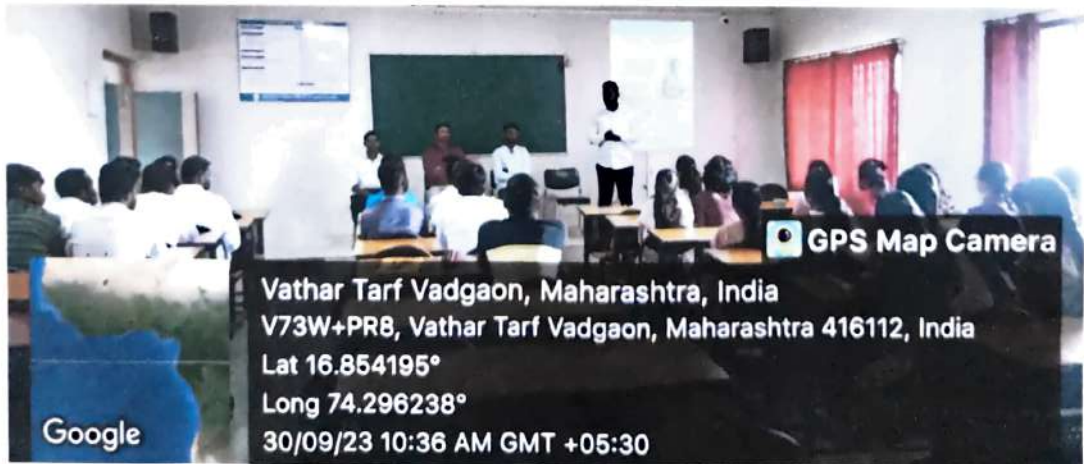 GPS Map Camera
Vathar Tarf Vadgaon, Maharashtra, India
V73W+PR8, Vathar Tarf Vadgaon, Maharashtra 416112, India
Lat 16.854195°
Long 74.296238°
30/09/23 10:36 AM GMT +05:30
Google